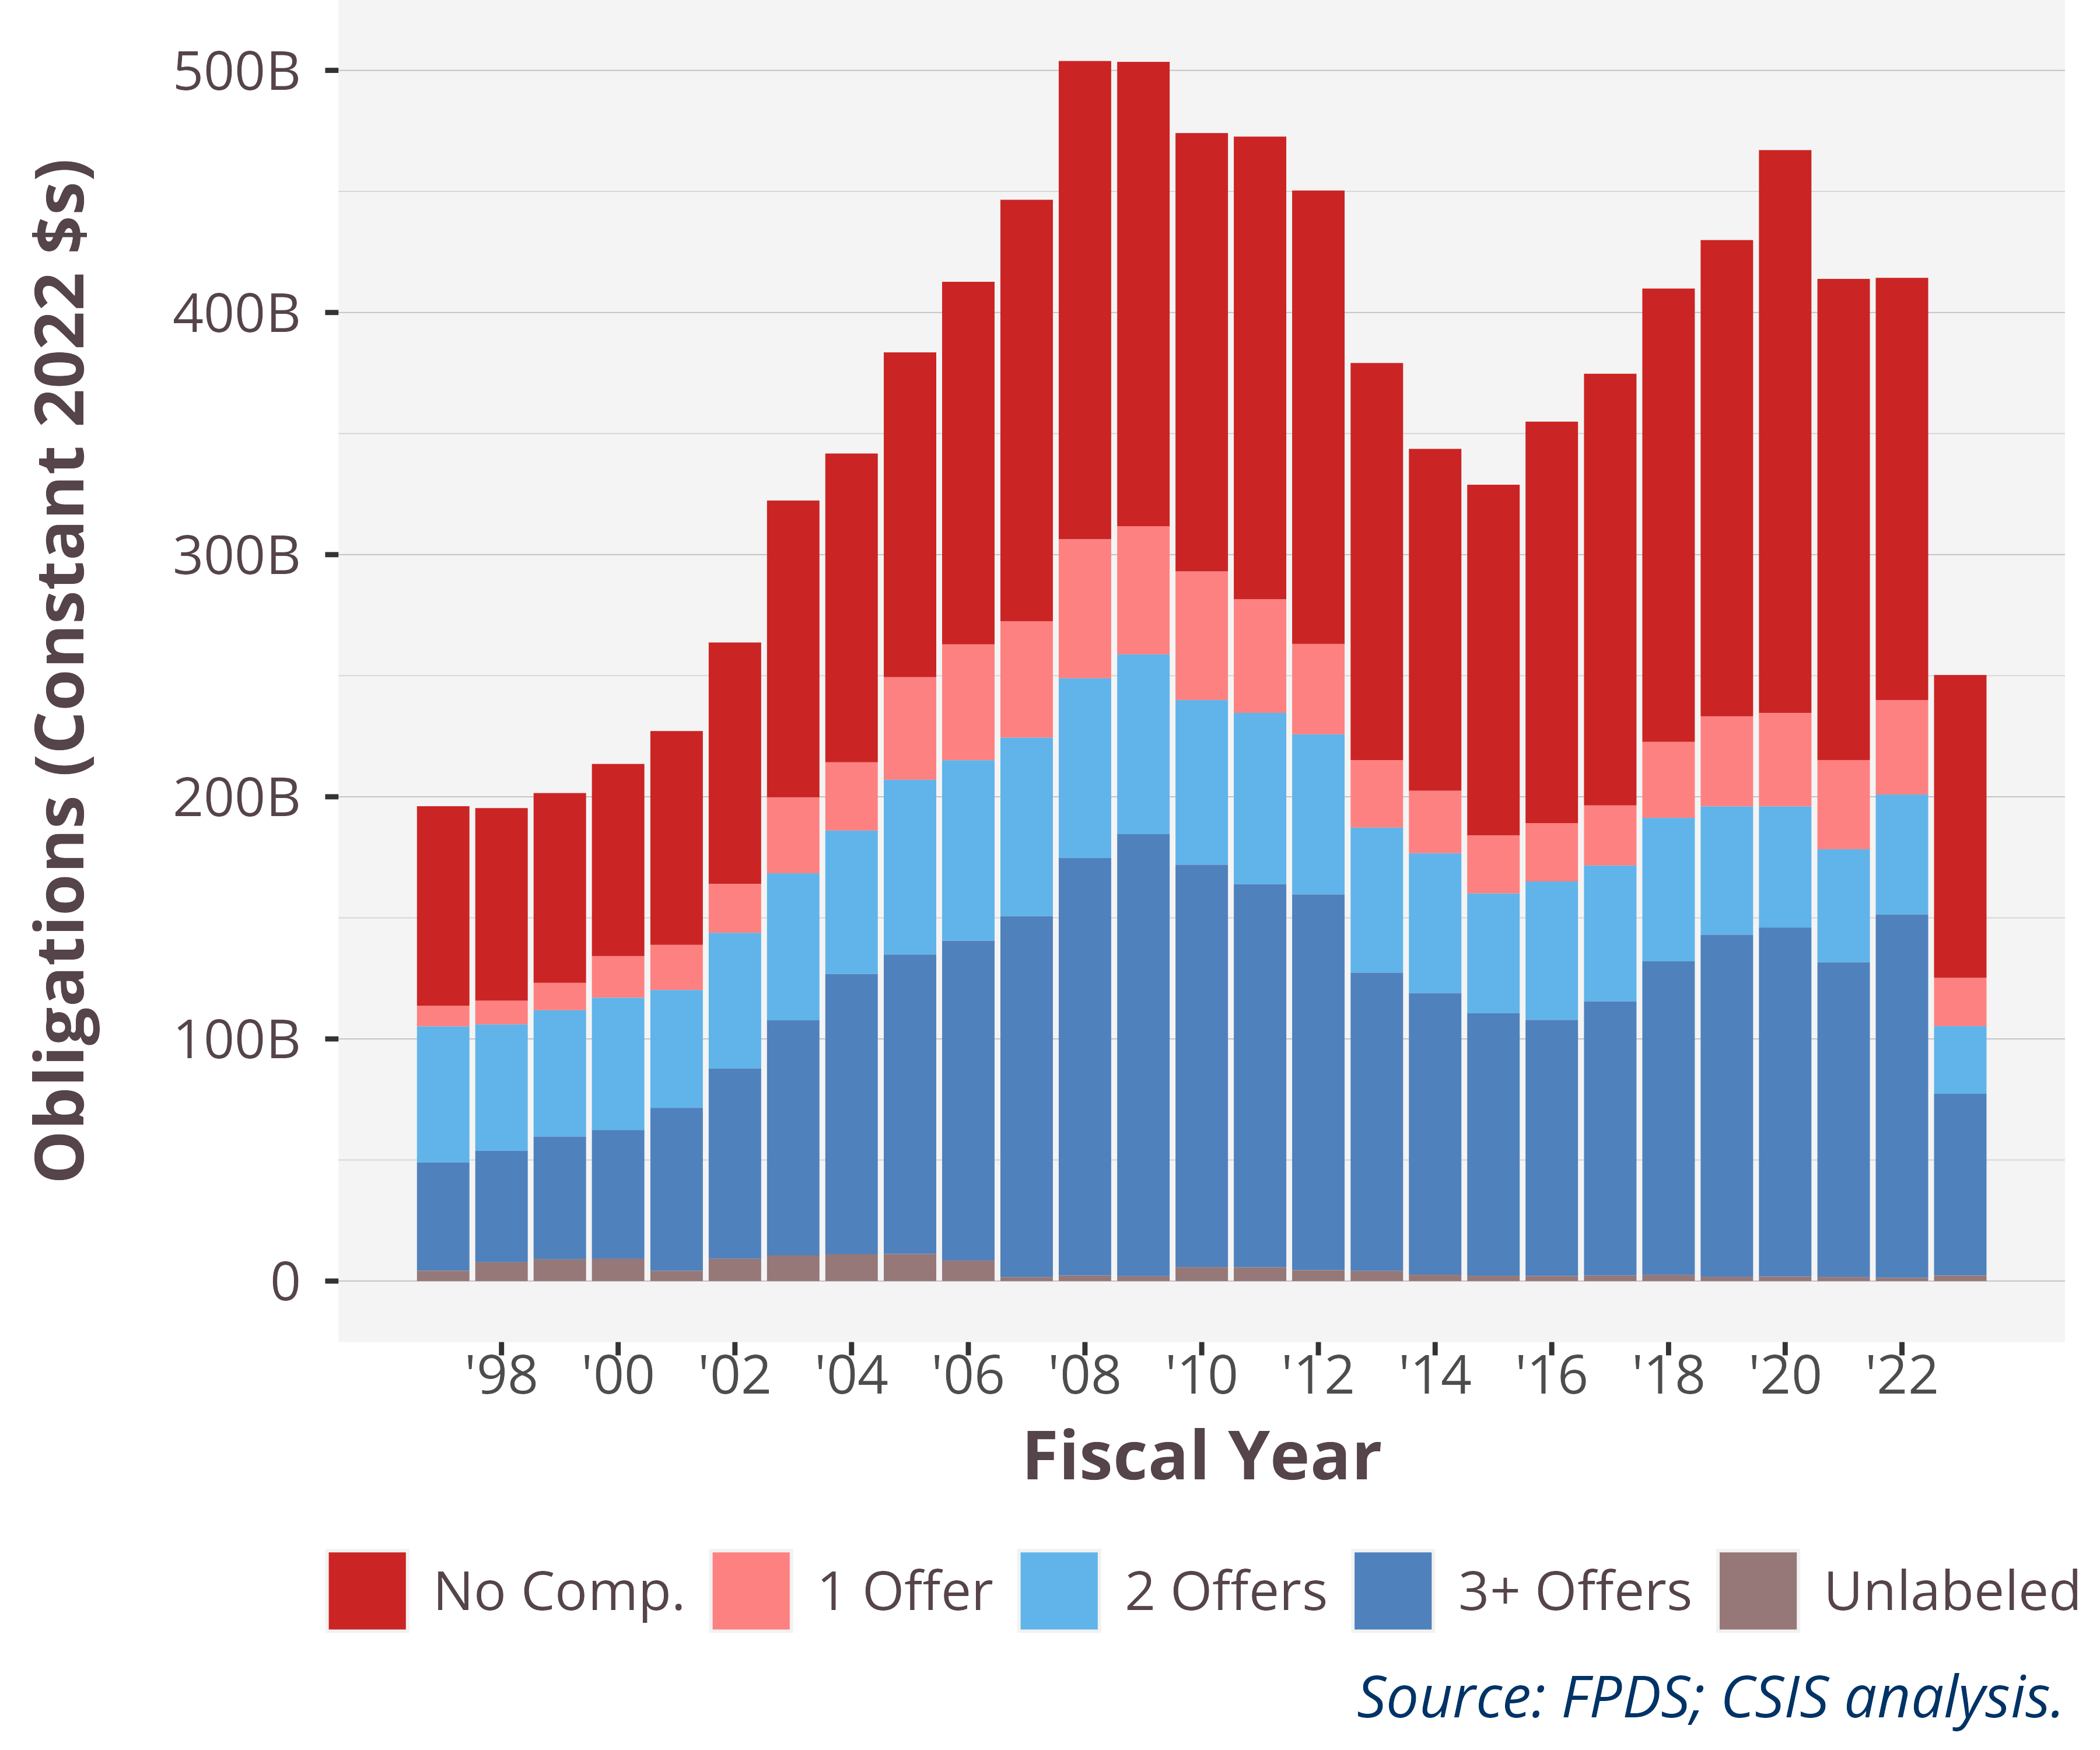 Obligations (Constant 2022 $s)
500B
400B
300B
200B
100B
0
'98 '00 '02 '04 '06 '08 '10 '12 '14 '16 '18 '20 '22
Fiscal Year
No Comp. 1 Offer 2 Offers 3+ Offers Unlabeled
Source: FPDS; CSIS analysis.